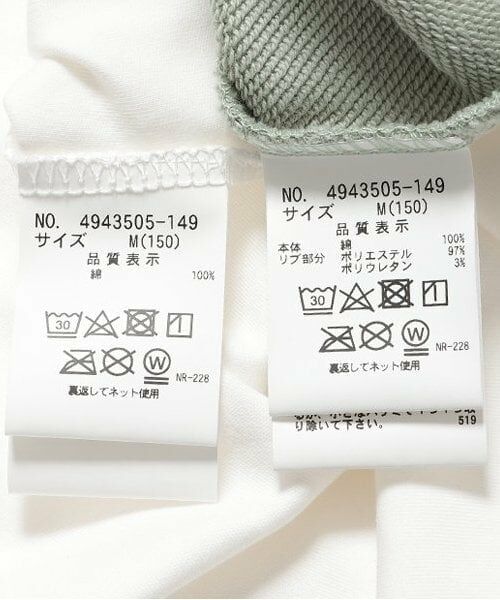 NO. 4943505-149
サイズ M(150)
品質表示
綿 100%
30
NR-228
裏返してネット使用
NO. 4943505-149
サイズ M(150)
品質表示
本体 綿 100%
リブ部分 ポリエステル 97%
ポリウレタン 3%
30
W
NR-228
裏返してネット使用
り除いて下さい。 519